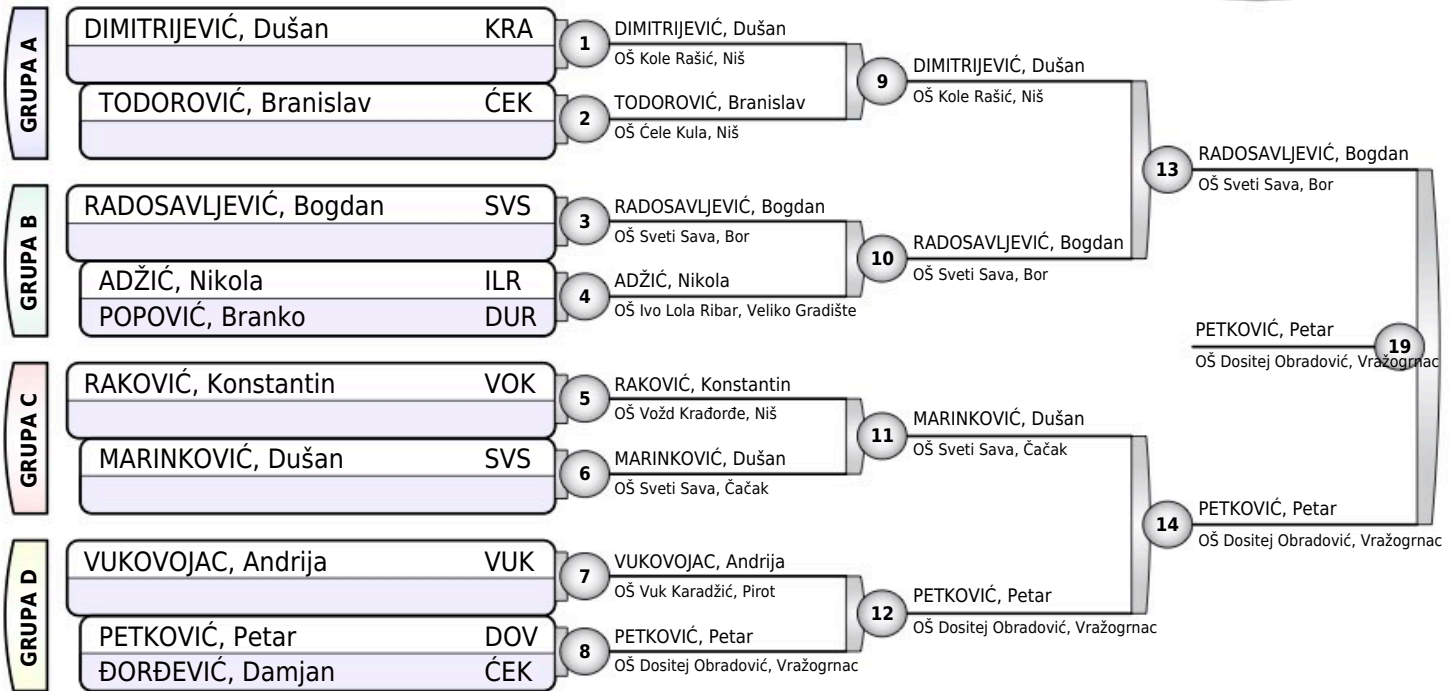 GRUPA A
DIMITRIJEVIĆ, Dušan KRA
TODOROVIĆ, Branislav ĆEK
GRUPA B
RADOSAVLJEVIĆ, Bogdan SVS
ADŽIĆ, Nikola ILR
POPOVIĆ, Branko DUR
GRUPA C
RAKOVIĆ, Konstantin VOK
MARINKOVIĆ, Dušan SVS
GRUPA D
VUKOVOJAC, Andrija VUK
PETKOVIĆ, Petar DOV
ĐORĐEVIĆ, Damjan ĆEK
1
DIMITRIJEVIĆ, Dušan
OŠ Kole Rašić, Niš
2
TODOROVIĆ, Branislav
OŠ Ćele Kula, Niš
3
RADOSAVLJEVIĆ, Bogdan
OŠ Sveti Sava, Bor
4
ADŽIĆ, Nikola
OŠ Ivo Lola Ribar, Veliko Gradište
5
RAKOVIĆ, Konstantin
OŠ Vožd Krađorđe, Niš
6
MARINKOVIĆ, Dušan
OŠ Sveti Sava, Čačak
7
VUKOVOJAC, Andrija
OŠ Vuk Karadžić, Pirot
8
PETKOVIĆ, Petar
OŠ Dositej Obradović, Vražogrnac
9
DIMITRIJEVIĆ, Dušan
OŠ Kole Rašić, Niš
10
RADOSAVLJEVIĆ, Bogdan
OŠ Sveti Sava, Bor
11
MARINKOVIĆ, Dušan
OŠ Sveti Sava, Čačak
12
PETKOVIĆ, Petar
OŠ Dositej Obradović, Vražogrnac
13
RADOSAVLJEVIĆ, Bogdan
OŠ Sveti Sava, Bor
14
PETKOVIĆ, Petar
OŠ Dositej Obradović, Vražogrnac
19
PETKOVIĆ, Petar
OŠ Dositej Obradović, Vražogrnac